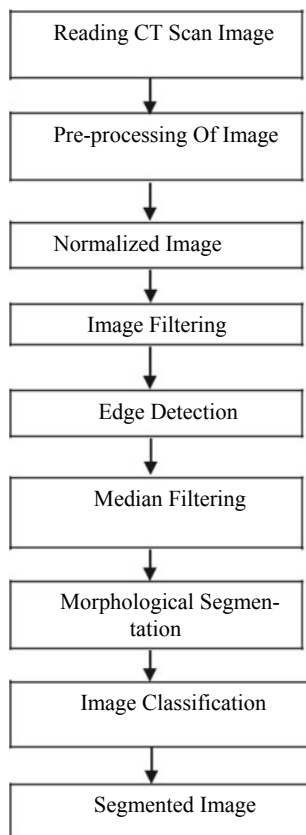 Reading CT Scan Image
Pre-processing Of Image
Normalized Image
Image Filtering
Edge Detection
Median Filtering
Morphological Segmen-
tation
Image Classification
Segmented Image